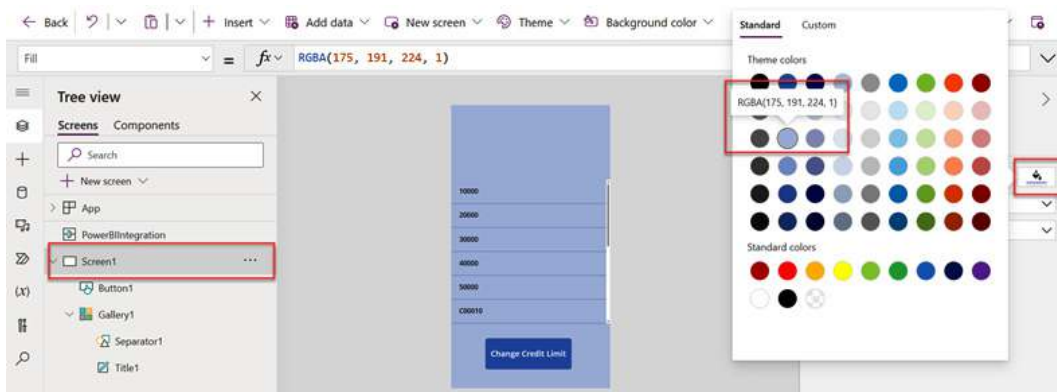 Back
Insert
Add data
New screen
Theme
Background color
Fill
=
fx
RGBA(175, 191, 224, 1)
Standard
Custom
Theme colors
RGBA(175, 191, 224, 1)
Standard colors
Tree view
Screens
Components
Search
New screen
App
PowerBIIntegration
Screen1
...
Button1
Gallery1
Separator1
Title1
10000
20000
30000
40000
50000
C00010
Change Credit Limit